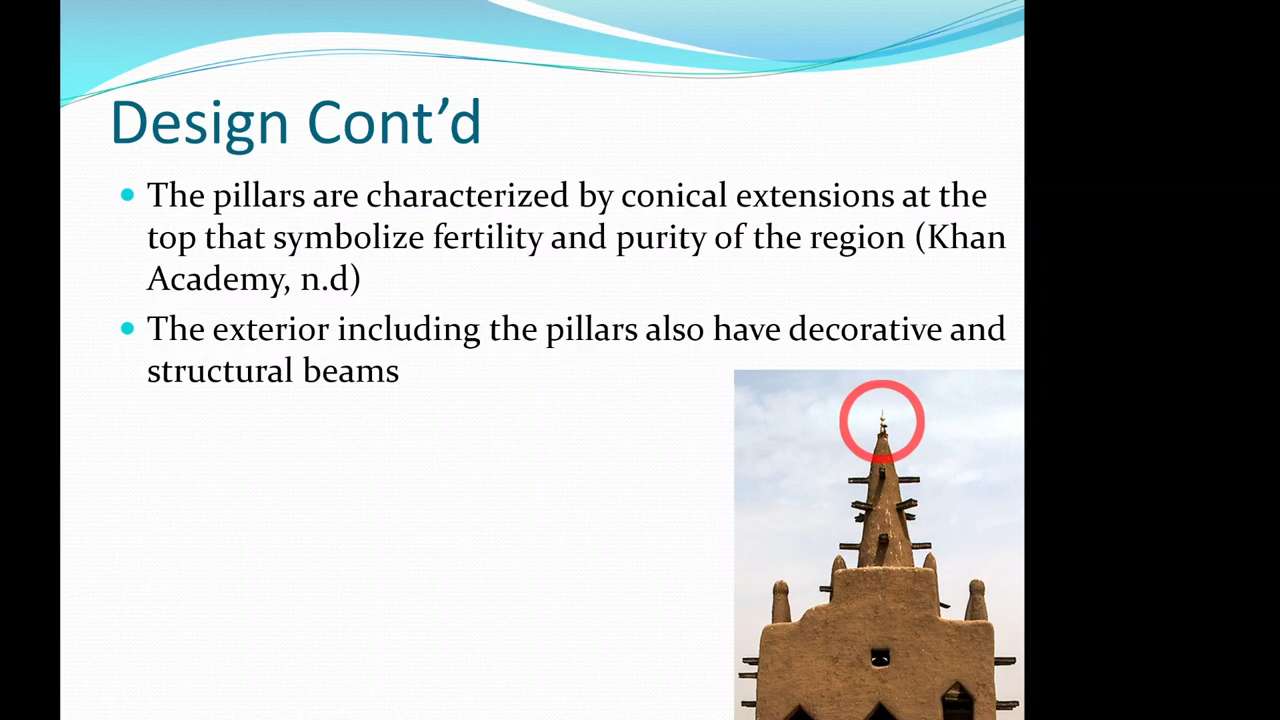 Design Cont’d
The pillars are characterized by conical extensions at the
top that symbolize fertility and purity of the region (Khan
Academy, n.d)
The exterior including the pillars also have decorative and
structural beams